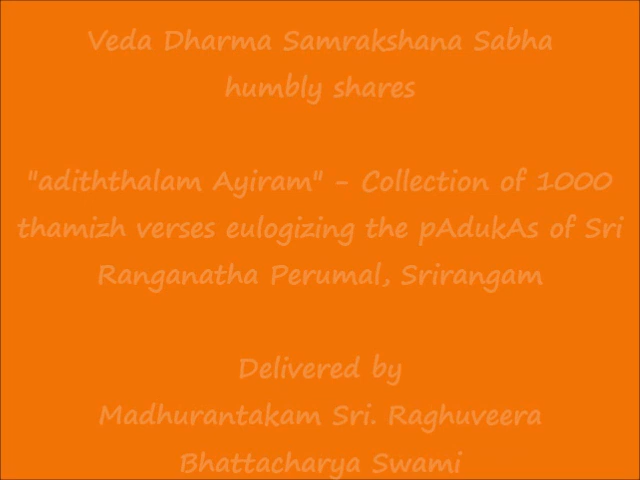 Veda Dharma Samrakshana Sabha
humbly shares
"adiththalam Ayiram" - Collection of 1000
thamizh verses eulogizing the pAdukAs of Sri
Ranganatha Perumal, Srirangam
Delivered by
Madhurantakam Sri. Raghuveera
Bhattacharya Swami